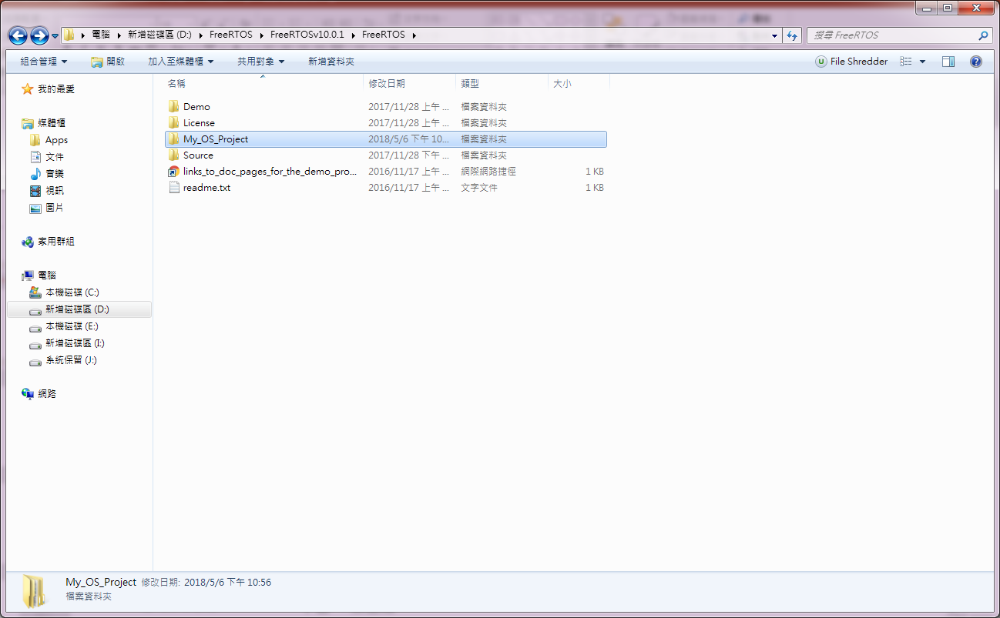 電腦 新增磁碟區 (D:) FreeRTOS FreeRTOSv10.0.1 FreeRTOS 搜尋 FreeRTOS
組合管理 開啟 加入至媒體櫃 共用對象 新增資料夾 File Shredder
我的最愛
媒體櫃
Apps
文件
音樂
視訊
圖片
家用群組
電腦
本機磁碟 (C:)
新增磁碟區 (D:)
本機磁碟 (E:)
新增磁碟區 (I:)
系統保留 (J:)
網路
名稱 修改日期 類型 大小
Demo 2017/11/28 上午 ... 檔案資料夾
License 2017/11/28 上午 ... 檔案資料夾
My_OS_Project 2018/5/6 下午 10... 檔案資料夾
Source 2017/11/28 下午 ... 檔案資料夾
links_to_doc_pages_for_the_demo_pro... 2016/11/17 上午 ... 網際網路捷徑 1 KB
readme.txt 2016/11/17 上午 ... 文字文件 1 KB
My_OS_Project 修改日期: 2018/5/6 下午 10:56
檔案資料夾